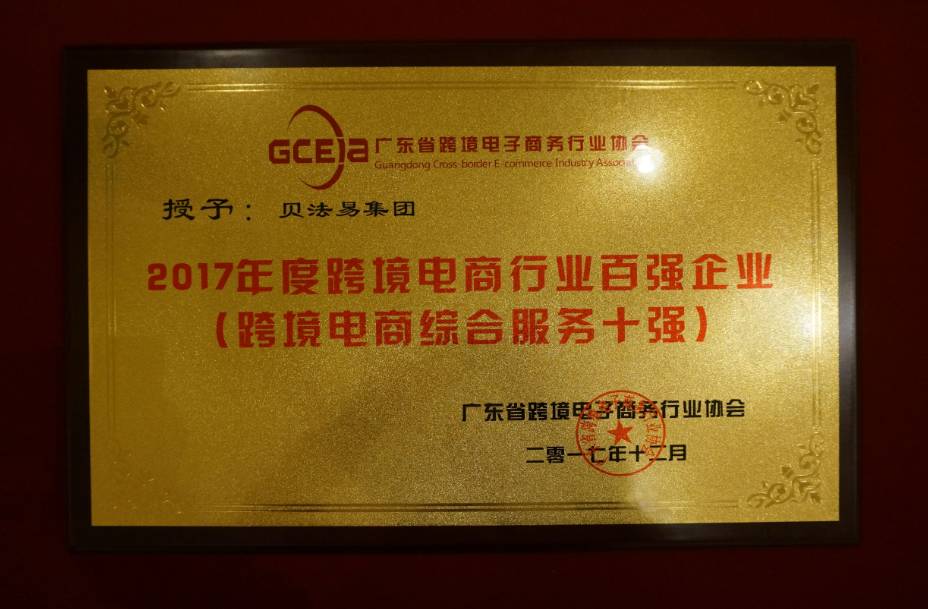 GCEia 广东省跨境电子商务行业协会
Guangdong Cross-border E-commerce Industry
授予：贝法易集团
2017年度跨境电商行业百强企业
（跨境电商综合服务十强）
广东省跨境电子商务行业协会
二零一七年十二月